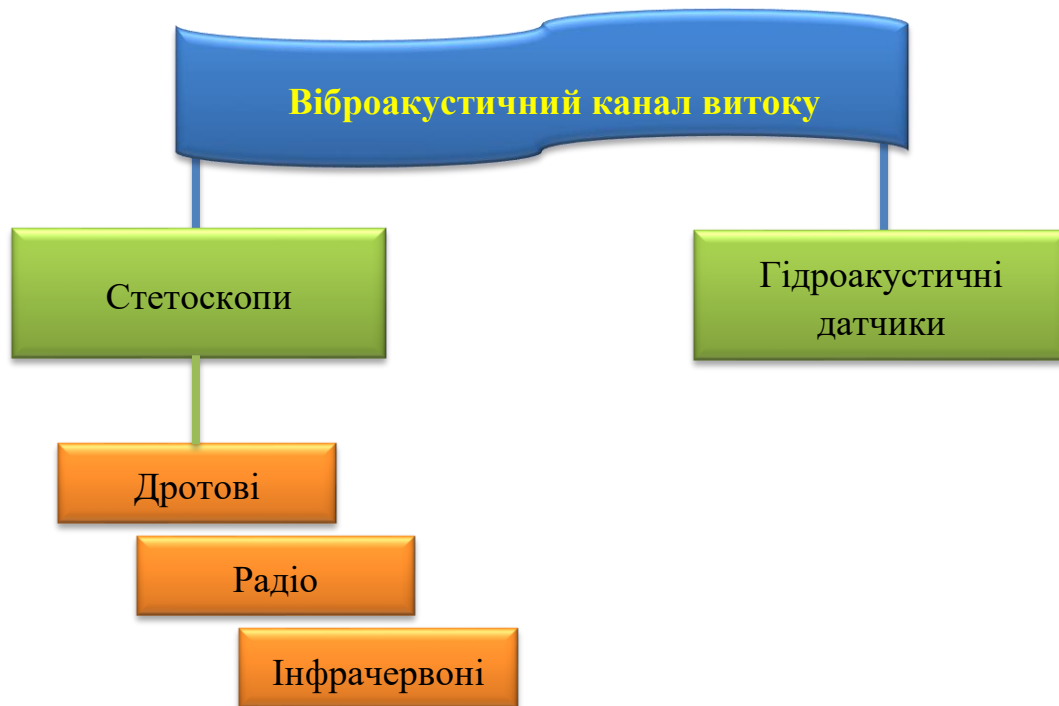 Віброакустичний канал витоку
Стетоскопи
Гідроакустичні
датчики
Дротові
Радіо
Інфрачервоні